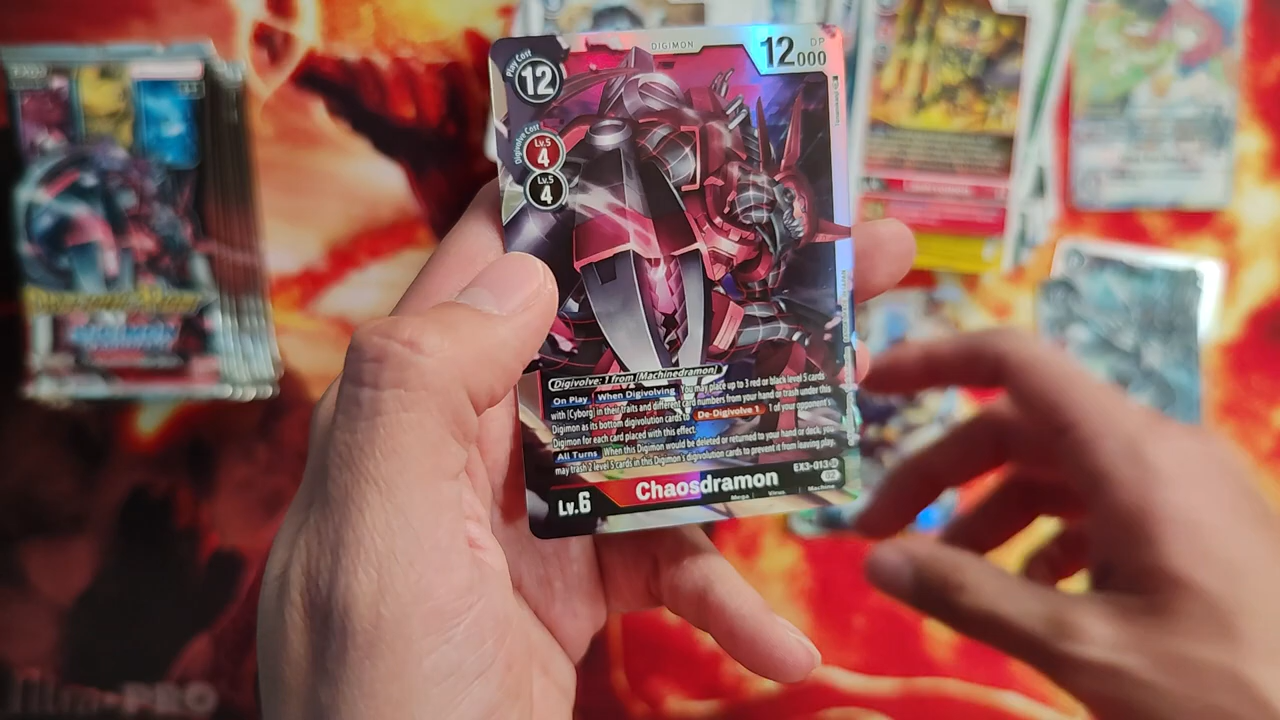 DIGIMON
DP
12000
Play Cost
12
Digivolve Cost
Lv.5
4
Lv.5
4
Digivolve: 1 from [Machinedramon]
On Play When Digivolving You may place up to 3 red or black level 5 cards
with [Cyborg] in their traits and different card numbers from your hand or trash under this
Digimon as its bottom digivolution cards to De-Digivolve 1 1 of your opponent's
Digimon for each card placed with this effect.
All Turns When this Digimon would be deleted or returned to your hand or deck, you
may trash 2 level 5 cards in this Digimon's digivolution cards to prevent it from leaving play.
EX3-013
Lv.6
Chaosdramon
Mega Virus Machine
PRO